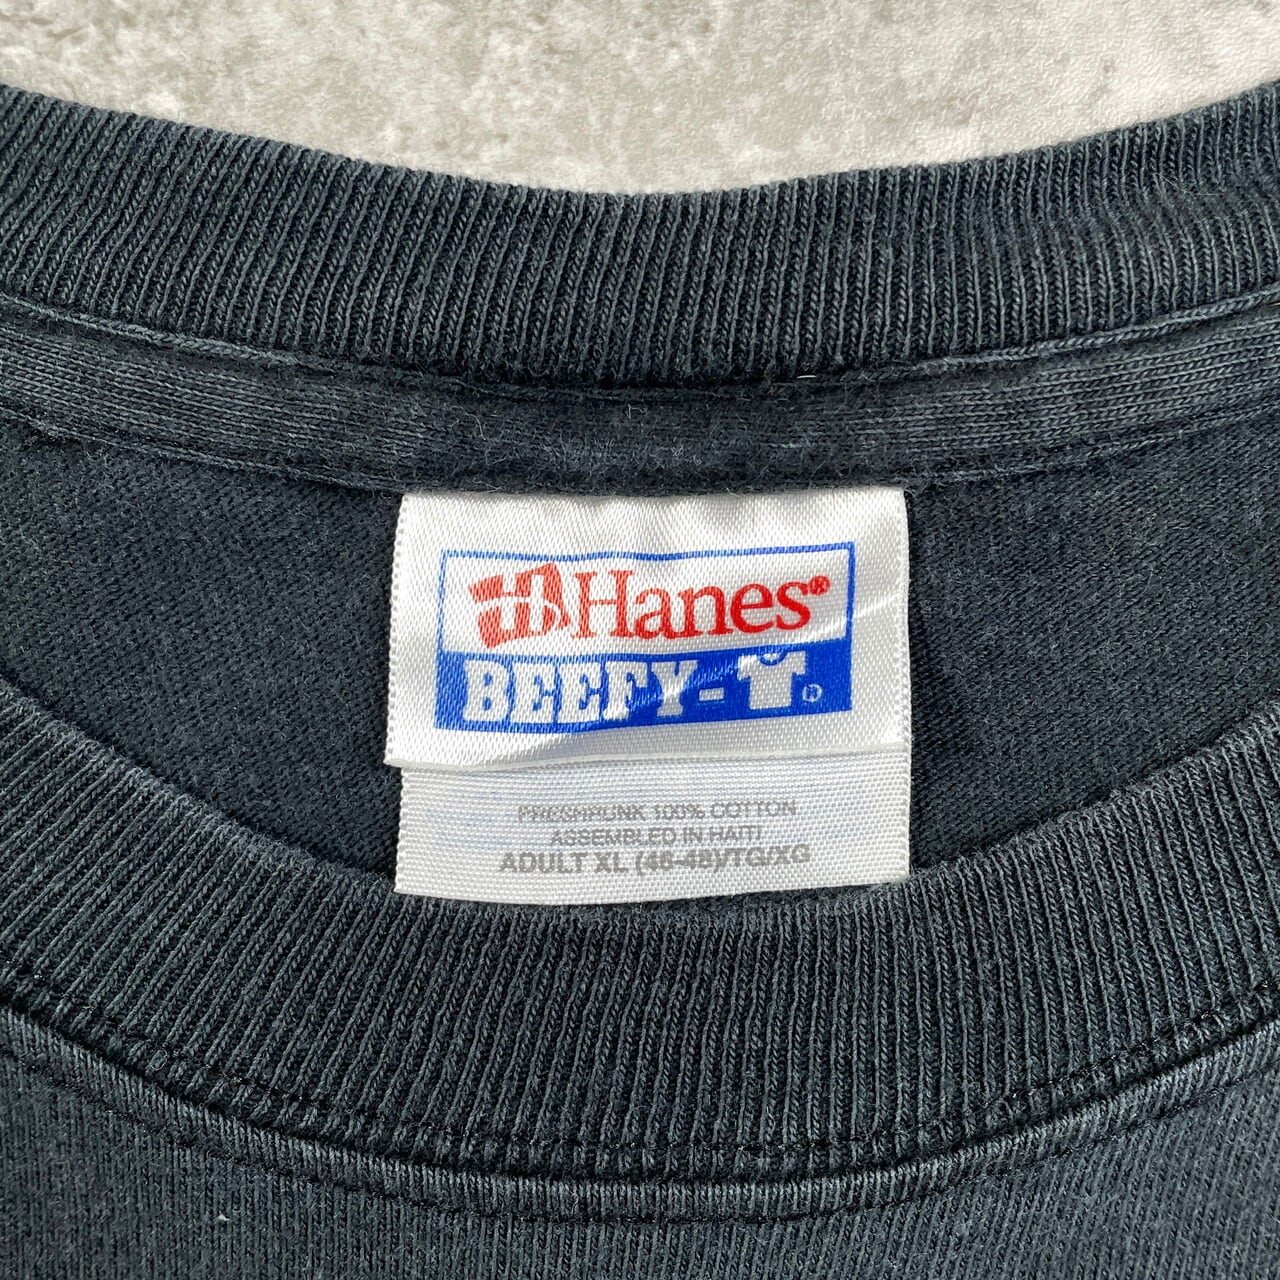 Hanes®
BEEFY-T®
PRESHRUNK 100% COTTON
ASSEMBLED IN HAITI
ADULT XL (46-48)/TG/XG